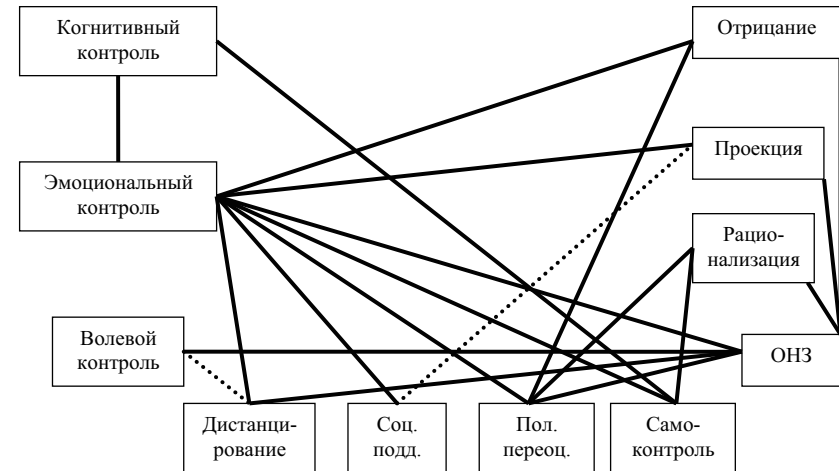 Когнитивный
контроль
Отрицание
Проекция
Эмоциональный
контроль
Рацио-
нализация
Волевой
контроль
ОНЗ
Дистанци-
рование
Соц.
подд.
Пол.
переоц.
Само-
контроль